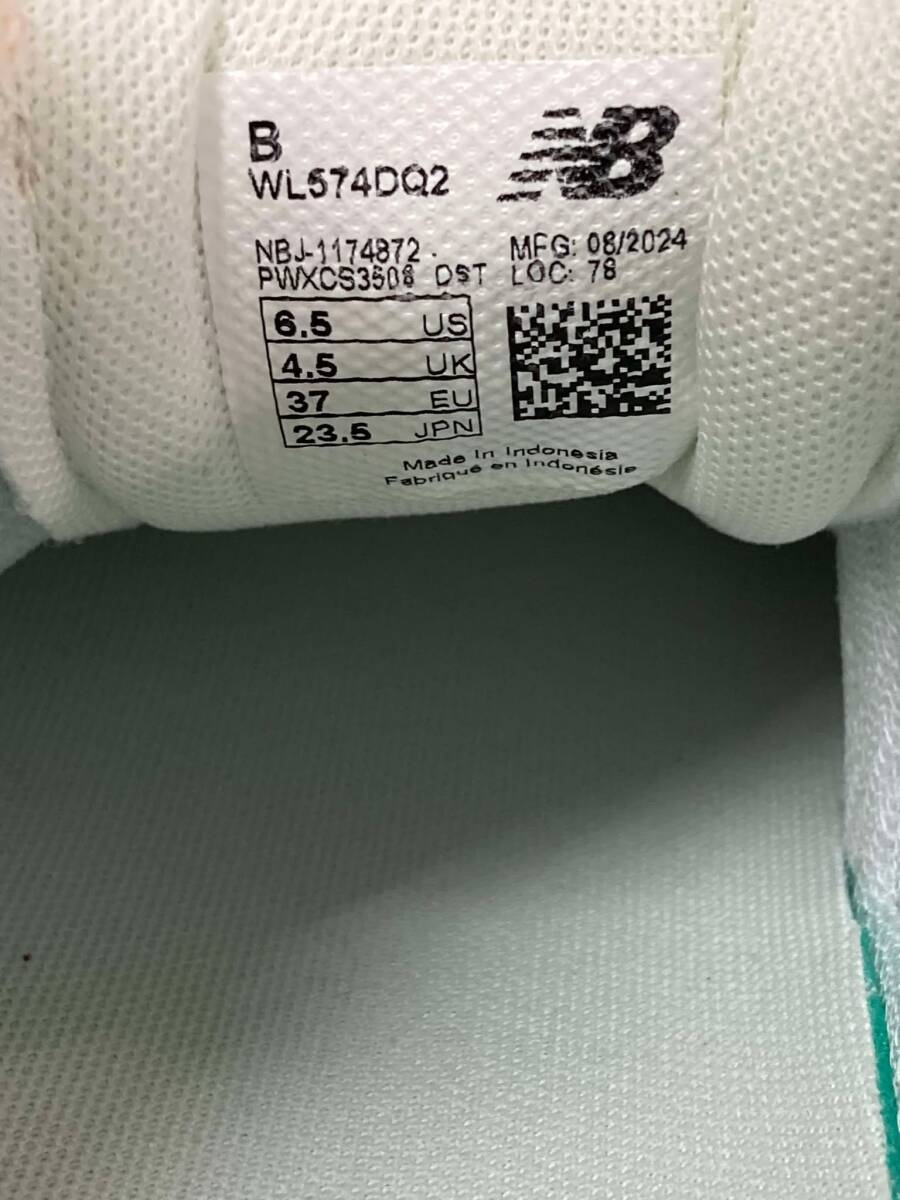 B
WL574DQ2
NB
NBJ-1174872
PWXCS3508 DST
MFG: 08/2024
LOC: 78
6.5 US
4.5 UK
37 EU
23.5 JPN
Made in Indonesia
Fabriqué en Indonésie